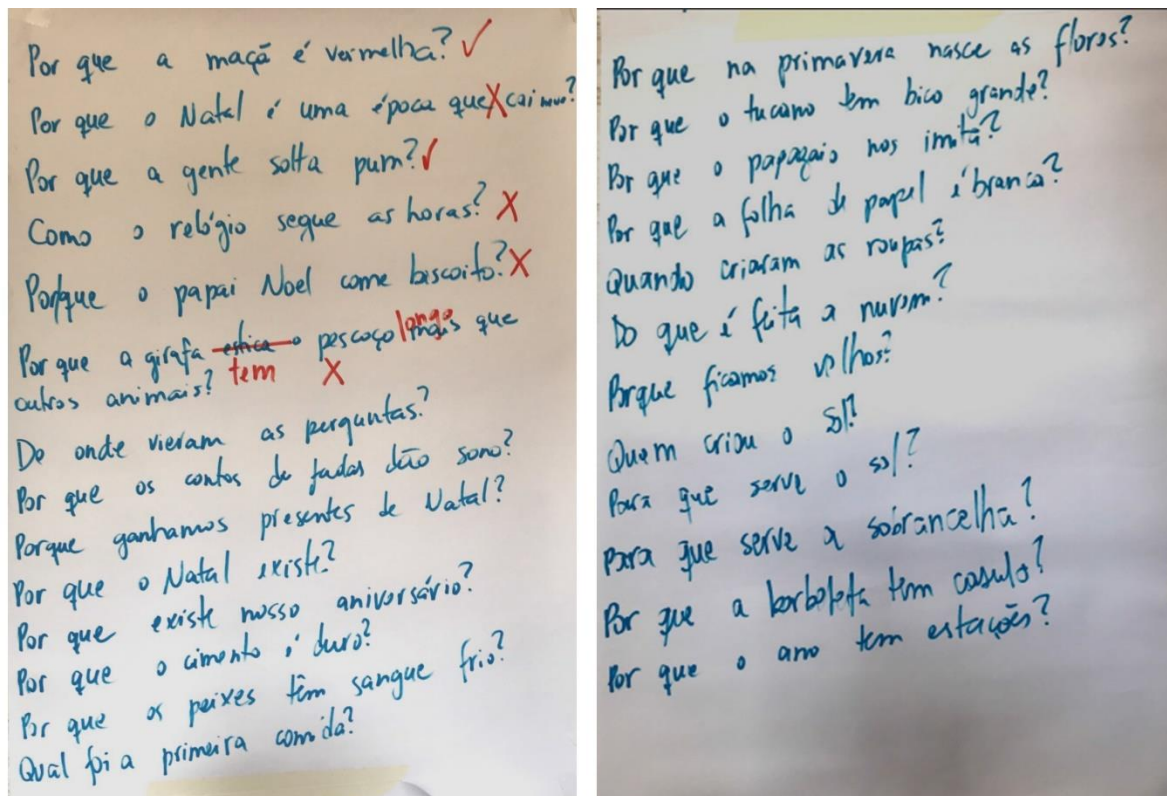 Por que a maçã é vermelha? ✓
Por que o Natal é uma época que X cai neve?
Por que a gente solta pum? ✓
Como o relógio segue as horas? X
Porque o papai Noel come biscoito? X
Por que a girafa estica o pescoço longo mais que
tem X
outros animais?
De onde vieram as perguntas?
Por que os contos de fadas dão sono?
Porque ganhamos presentes de Natal?
Por que o Natal existe?
Por que existe nosso aniversário?
Por que o cimento é duro?
Por que os peixes têm sangue frio?
Qual foi a primeira comida?
Por que na primavera nasce as flores?
Por que o tucano tem bico grande?
Por que o papagaio nos imita?
Por que a folha de papel é branca?
Quando criaram as roupas?
Do que é feita a nuvem?
Porque ficamos velhos?
Quem criou o sol?
Para que serve o sol?
Para que serve a sobrancelha?
Por que a borboleta tem casulo?
Por que o ano tem estações?